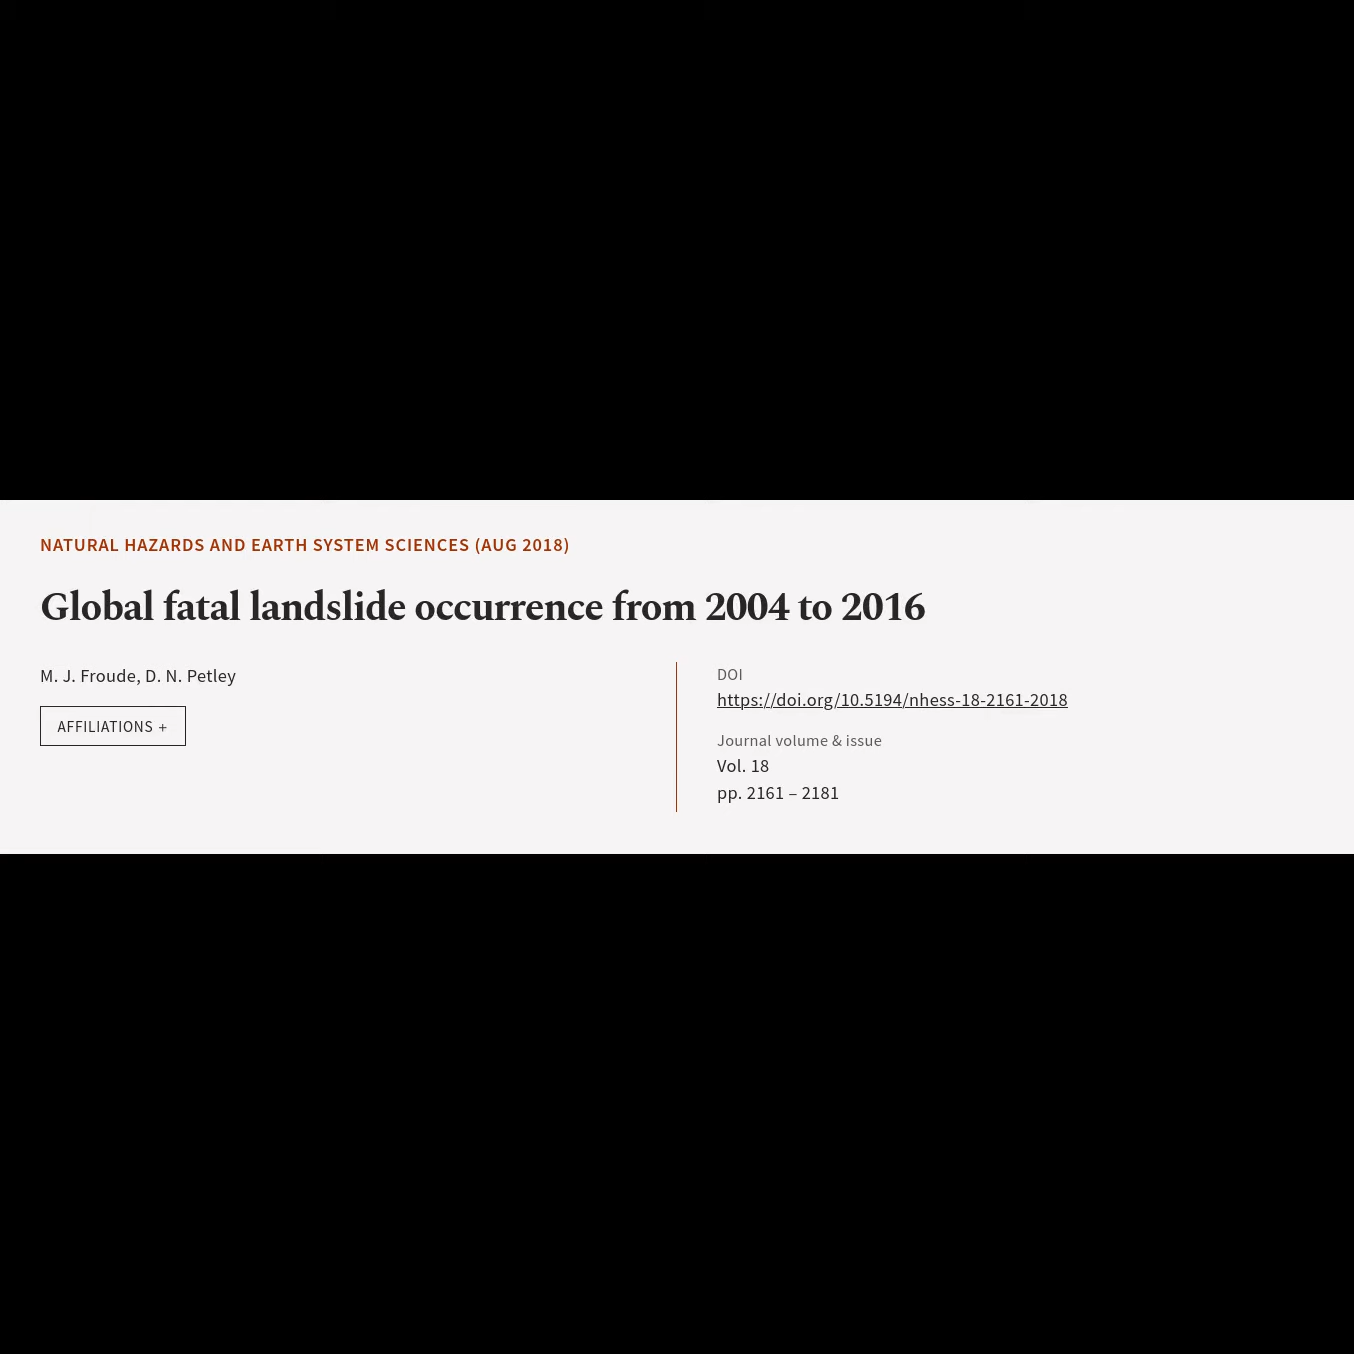 NATURAL HAZARDS AND EARTH SYSTEM SCIENCES (AUG 2018)
Global fatal landslide occurrence from 2004 to 2016
M. J. Froude, D. N. Petley
AFFILIATIONS +
DOI
https://doi.org/10.5194/nhess-18-2161-2018
Journal volume & issue
Vol. 18
pp. 2161 – 2181